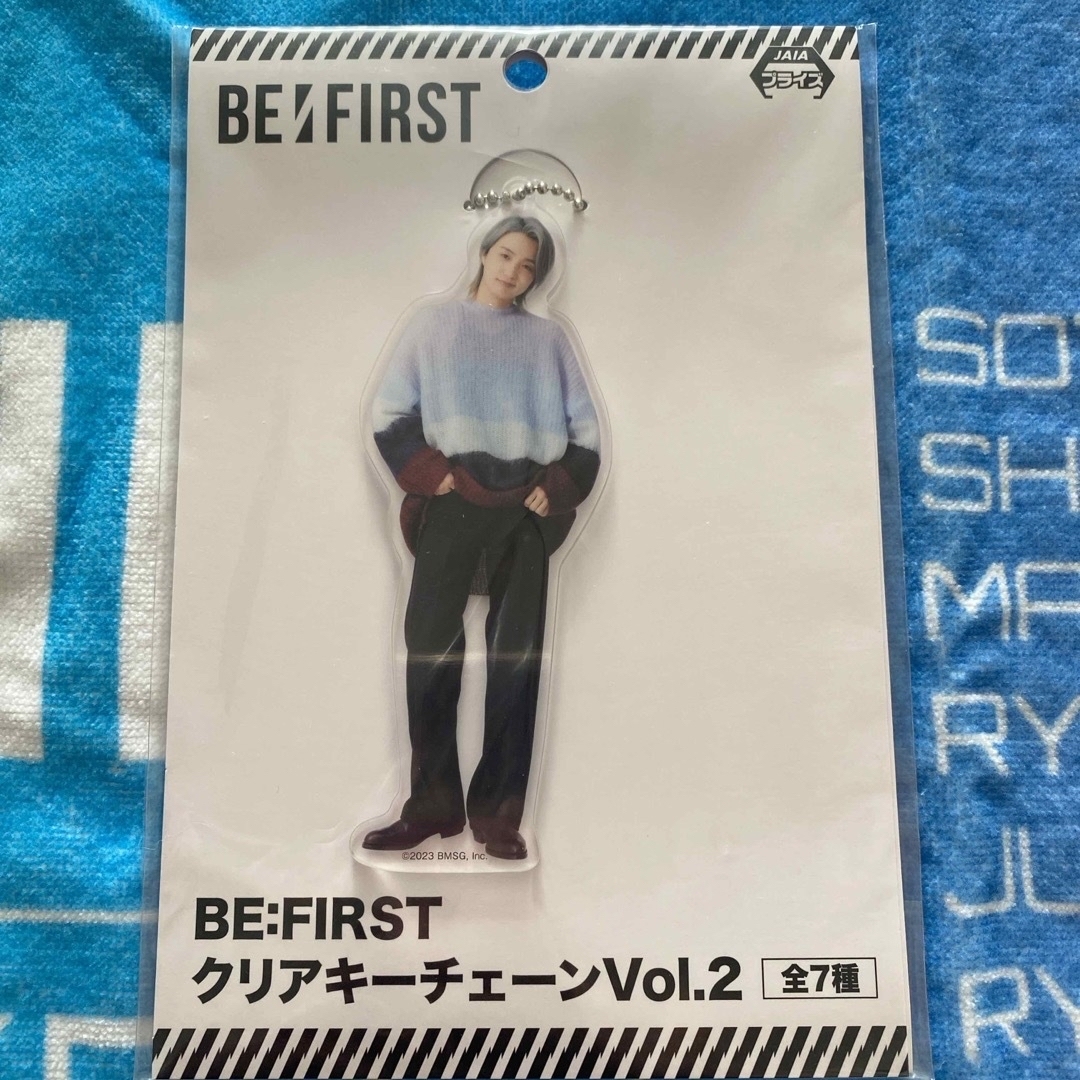 JAIA
プライズ
BE:FIRST
©2023 BMSG, Inc.
BE:FIRST
クリアキーチェーンVol.2 全7種
SO
SH
MA
RY
JU
RY